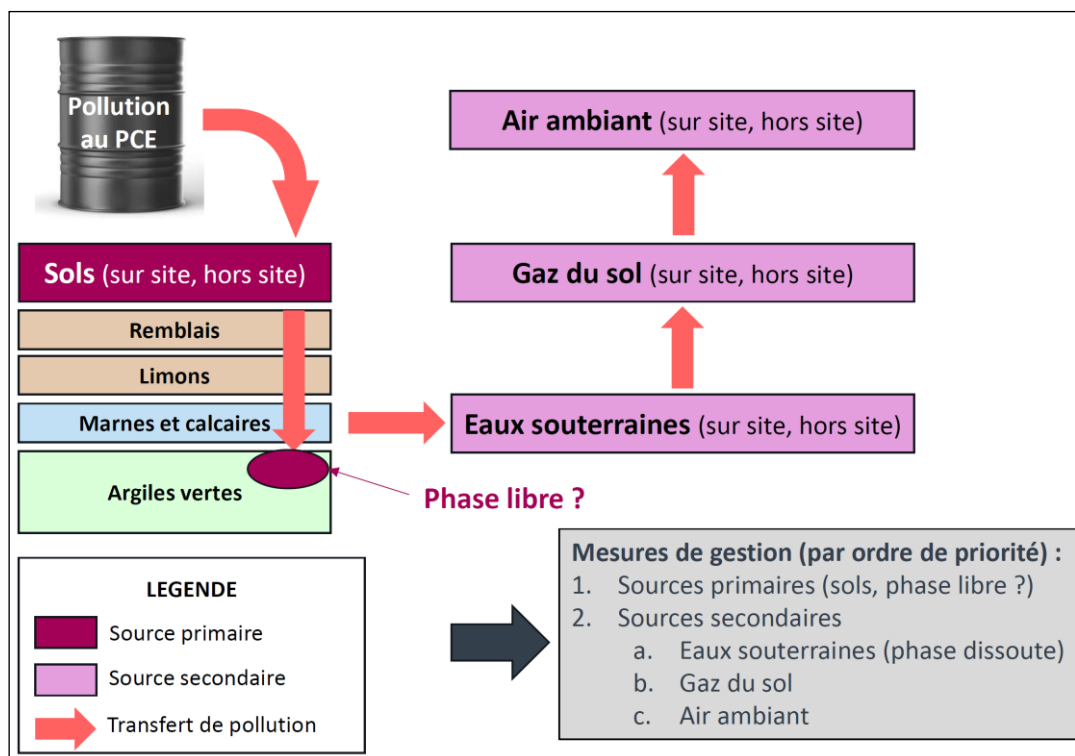 Pollution
au PCE
Air ambiant (sur site, hors site)
Sols (sur site, hors site)
Gaz du sol (sur site, hors site)
Remblais
Limons
Marnes et calcaires
Eaux souterraines (sur site, hors site)
Argiles vertes
Phase libre ?
LEGENDE
Source primaire
Source secondaire
Transfert de pollution
Mesures de gestion (par ordre de priorité) :
1. Sources primaires (sols, phase libre ?)
2. Sources secondaires
a. Eaux souterraines (phase dissoute)
b. Gaz du sol
c. Air ambiant